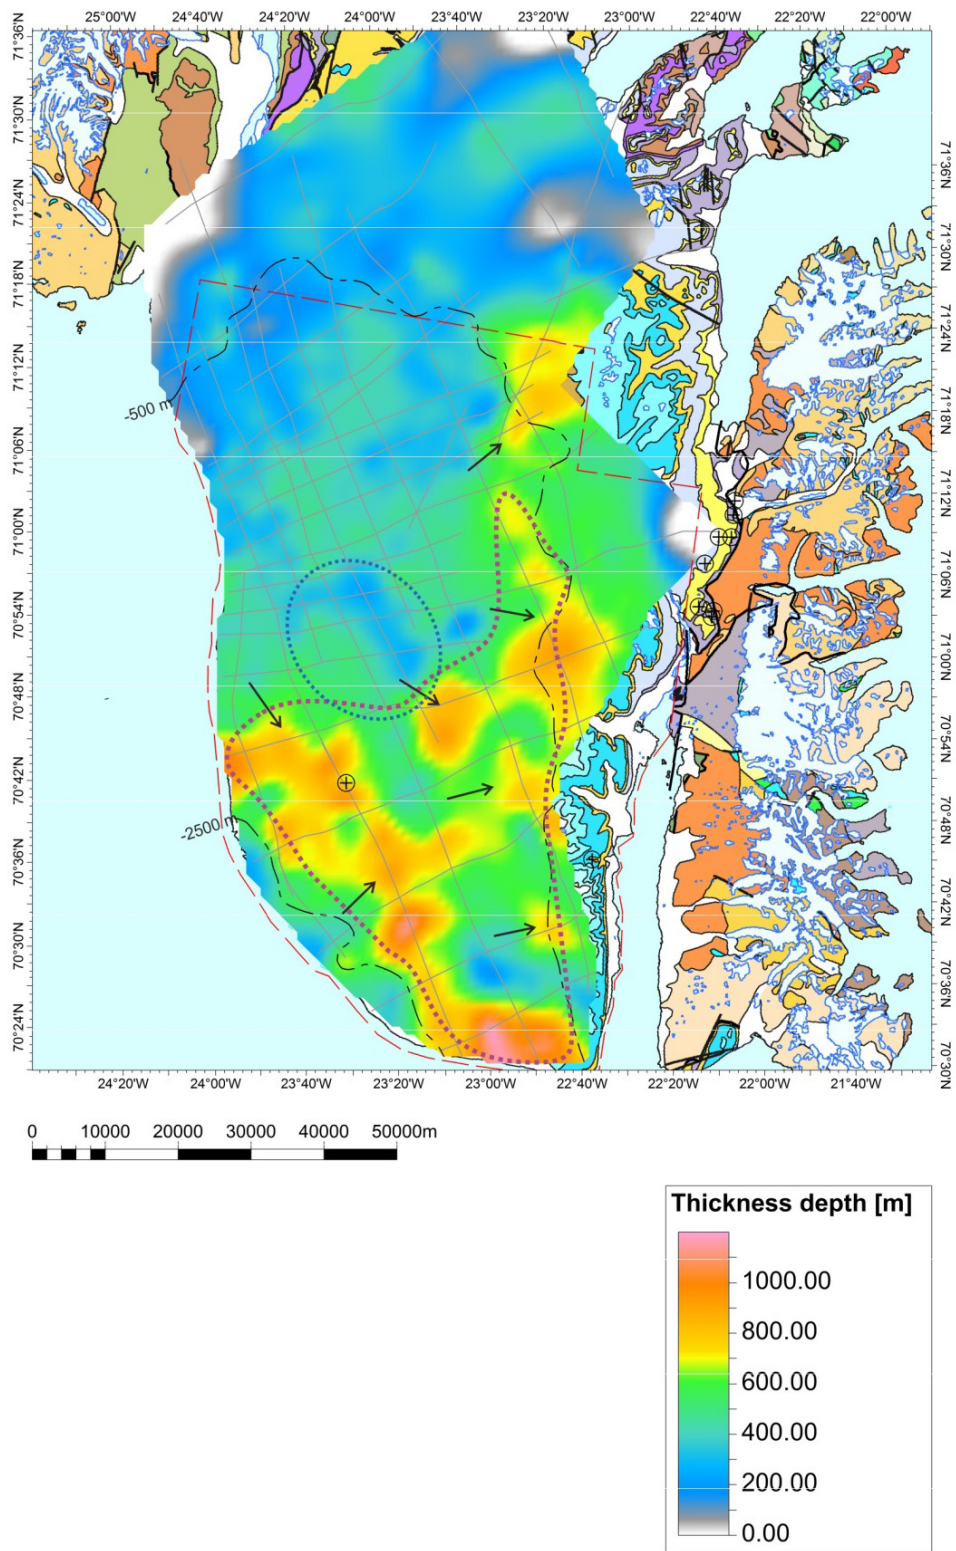 25°00'W 24°40'W 24°20'W 24°00'W 23°40'W 23°20'W 23°00'W 22°40'W 22°20'W 22°00'W
71°36'N
71°30'N
71°24'N
71°18'N
71°12'N
71°06'N
71°00'N
70°54'N
70°48'N
70°42'N
70°36'N
70°30'N
70°24'N
71°36'N
71°30'N
71°24'N
71°18'N
71°12'N
71°06'N
71°00'N
70°54'N
70°48'N
70°42'N
70°36'N
70°30'N
-500 m
-2500 m
24°20'W 24°00'W 23°40'W 23°20'W 23°00'W 22°40'W 22°20'W 22°00'W 21°40'W
0 10000 20000 30000 40000 50000m
Thickness depth [m]
1000.00
800.00
600.00
400.00
200.00
0.00